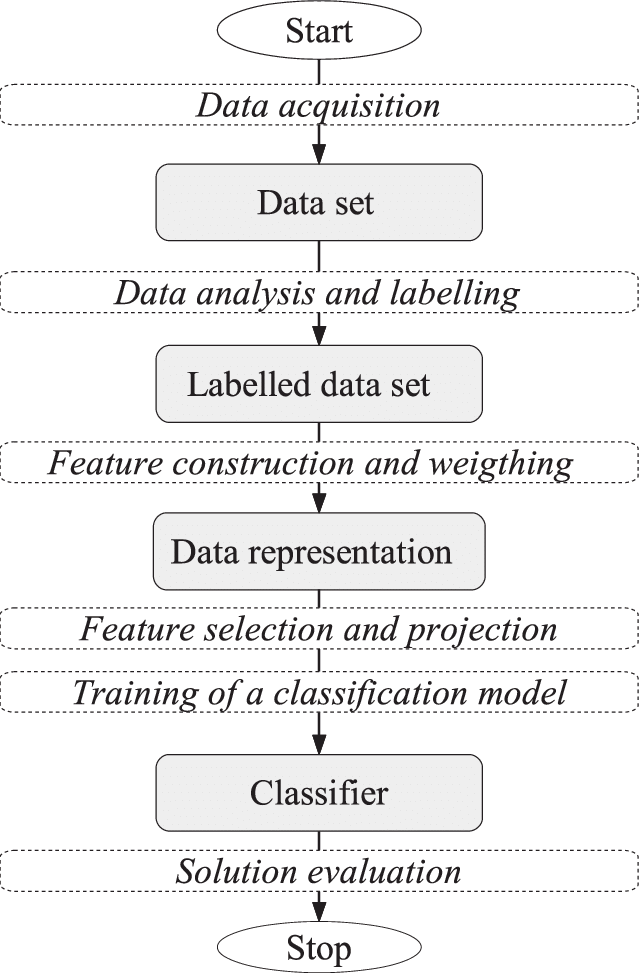 Start
Data acquisition
Data set
Data analysis and labelling
Labelled data set
Feature construction and weigthing
Data representation
Feature selection and projection
Training of a classification model
Classifier
Solution evaluation
Stop